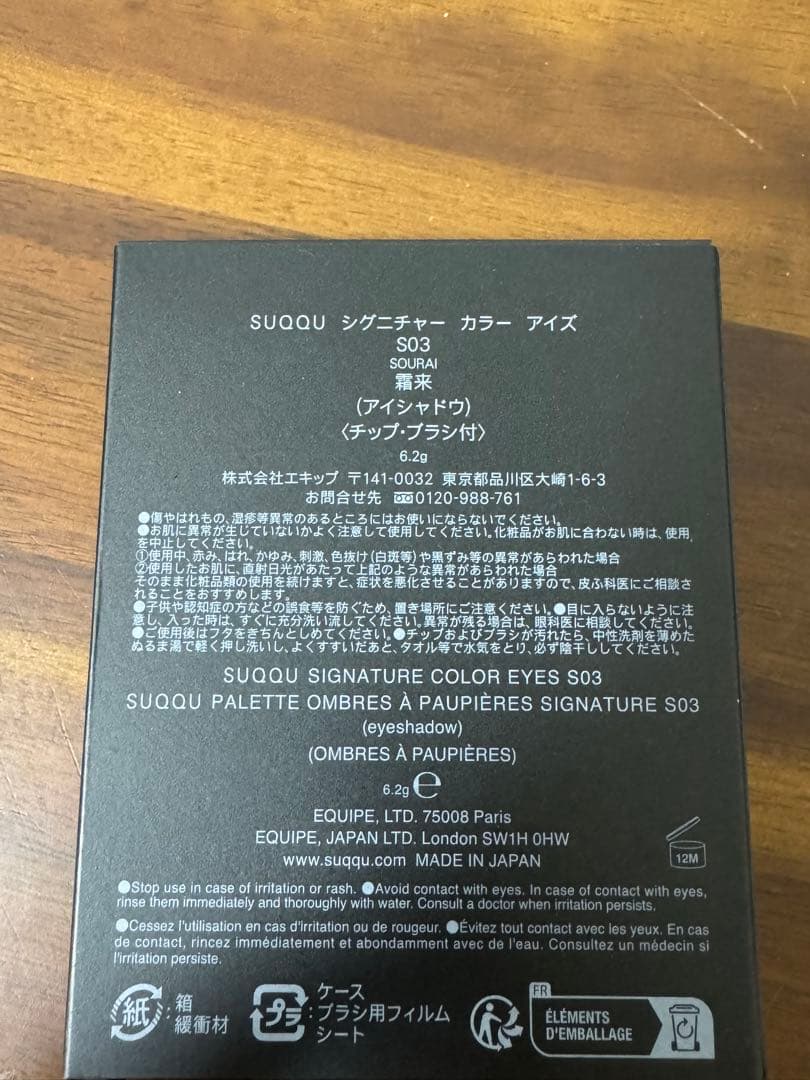 SUQQU シグニチャー カラー アイズ
S03
SOURAI
霜来
(アイシャドウ)
〈チップ・ブラシ付〉
6.2g
株式会社エキップ 〒141-0032 東京都品川区大崎1-6-3
お問合せ先 0120-988-761
●傷やはれもの、湿疹等異常のあるところにはお使いにならないでください。
●お肌に異常が生じていないかよく注意して使用してください。化粧品がお肌に合わない時は、使用
を中止してください。
①使用中、赤み、はれ、かゆみ、刺激、色抜け(白斑等)や黒ずみ等の異常があらわれた場合
②使用したお肌に、直射日光があたって上記のような異常があらわれた場合
そのまま化粧品類の使用を続けますと、症状を悪化させることがありますので、皮ふ科医にご相談さ
れることをおすすめします。
●子供や認知症の方などの誤食等を防ぐため、置き場所にご注意ください。●目に入らないように注
意し、入った時は、すぐに充分洗い流してください。異常が残る場合は、眼科医に相談してください。
●ご使用後はフタをきちんとしめてください。●チップおよびブラシが汚れたら、中性洗剤を薄めた
ぬるま湯で軽く押し洗いし、よくすすいだあと、タオル等で水気をとり、必ず陰干ししてください。
SUQQU SIGNATURE COLOR EYES S03
SUQQU PALETTE OMBRES À PAUPIÈRES SIGNATURE S03
(eyeshadow)
(OMBRES À PAUPIÈRES)
6.2g ℮
EQUIPE, LTD. 75008 Paris
EQUIPE, JAPAN LTD. London SW1H 0HW
www.suqqu.com MADE IN JAPAN
12M
●Stop use in case of irritation or rash. ●Avoid contact with eyes. In case of contact with eyes,
rinse them immediately and thoroughly with water. Consult a doctor when irritation persists.
●Cessez l'utilisation en cas d'irritation ou de rougeur. ●Évitez tout contact avec les yeux. En cas
de contact, rincez immédiatement et abondamment avec de l'eau. Consultez un médecin si
l'irritation persiste.
紙:箱
緩衝材
プラ:ケース
ブラシ用フィルム
シート
FR
ÉLÉMENTS
D'EMBALLAGE